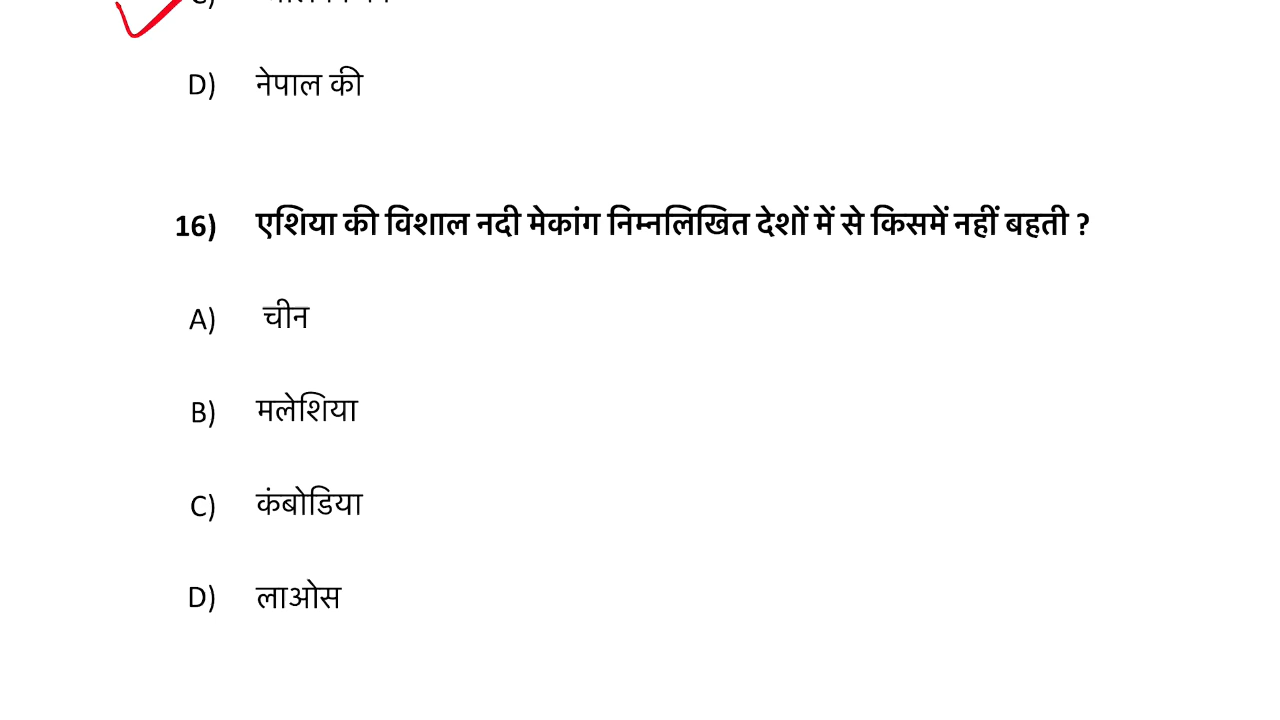 D) नेपाल की
16) एशिया की विशाल नदी मेकांग निम्नलिखित देशों में से किसमें नहीं बहती ?
A) चीन
B) मलेशिया
C) कंबोडिया
D) लाओस